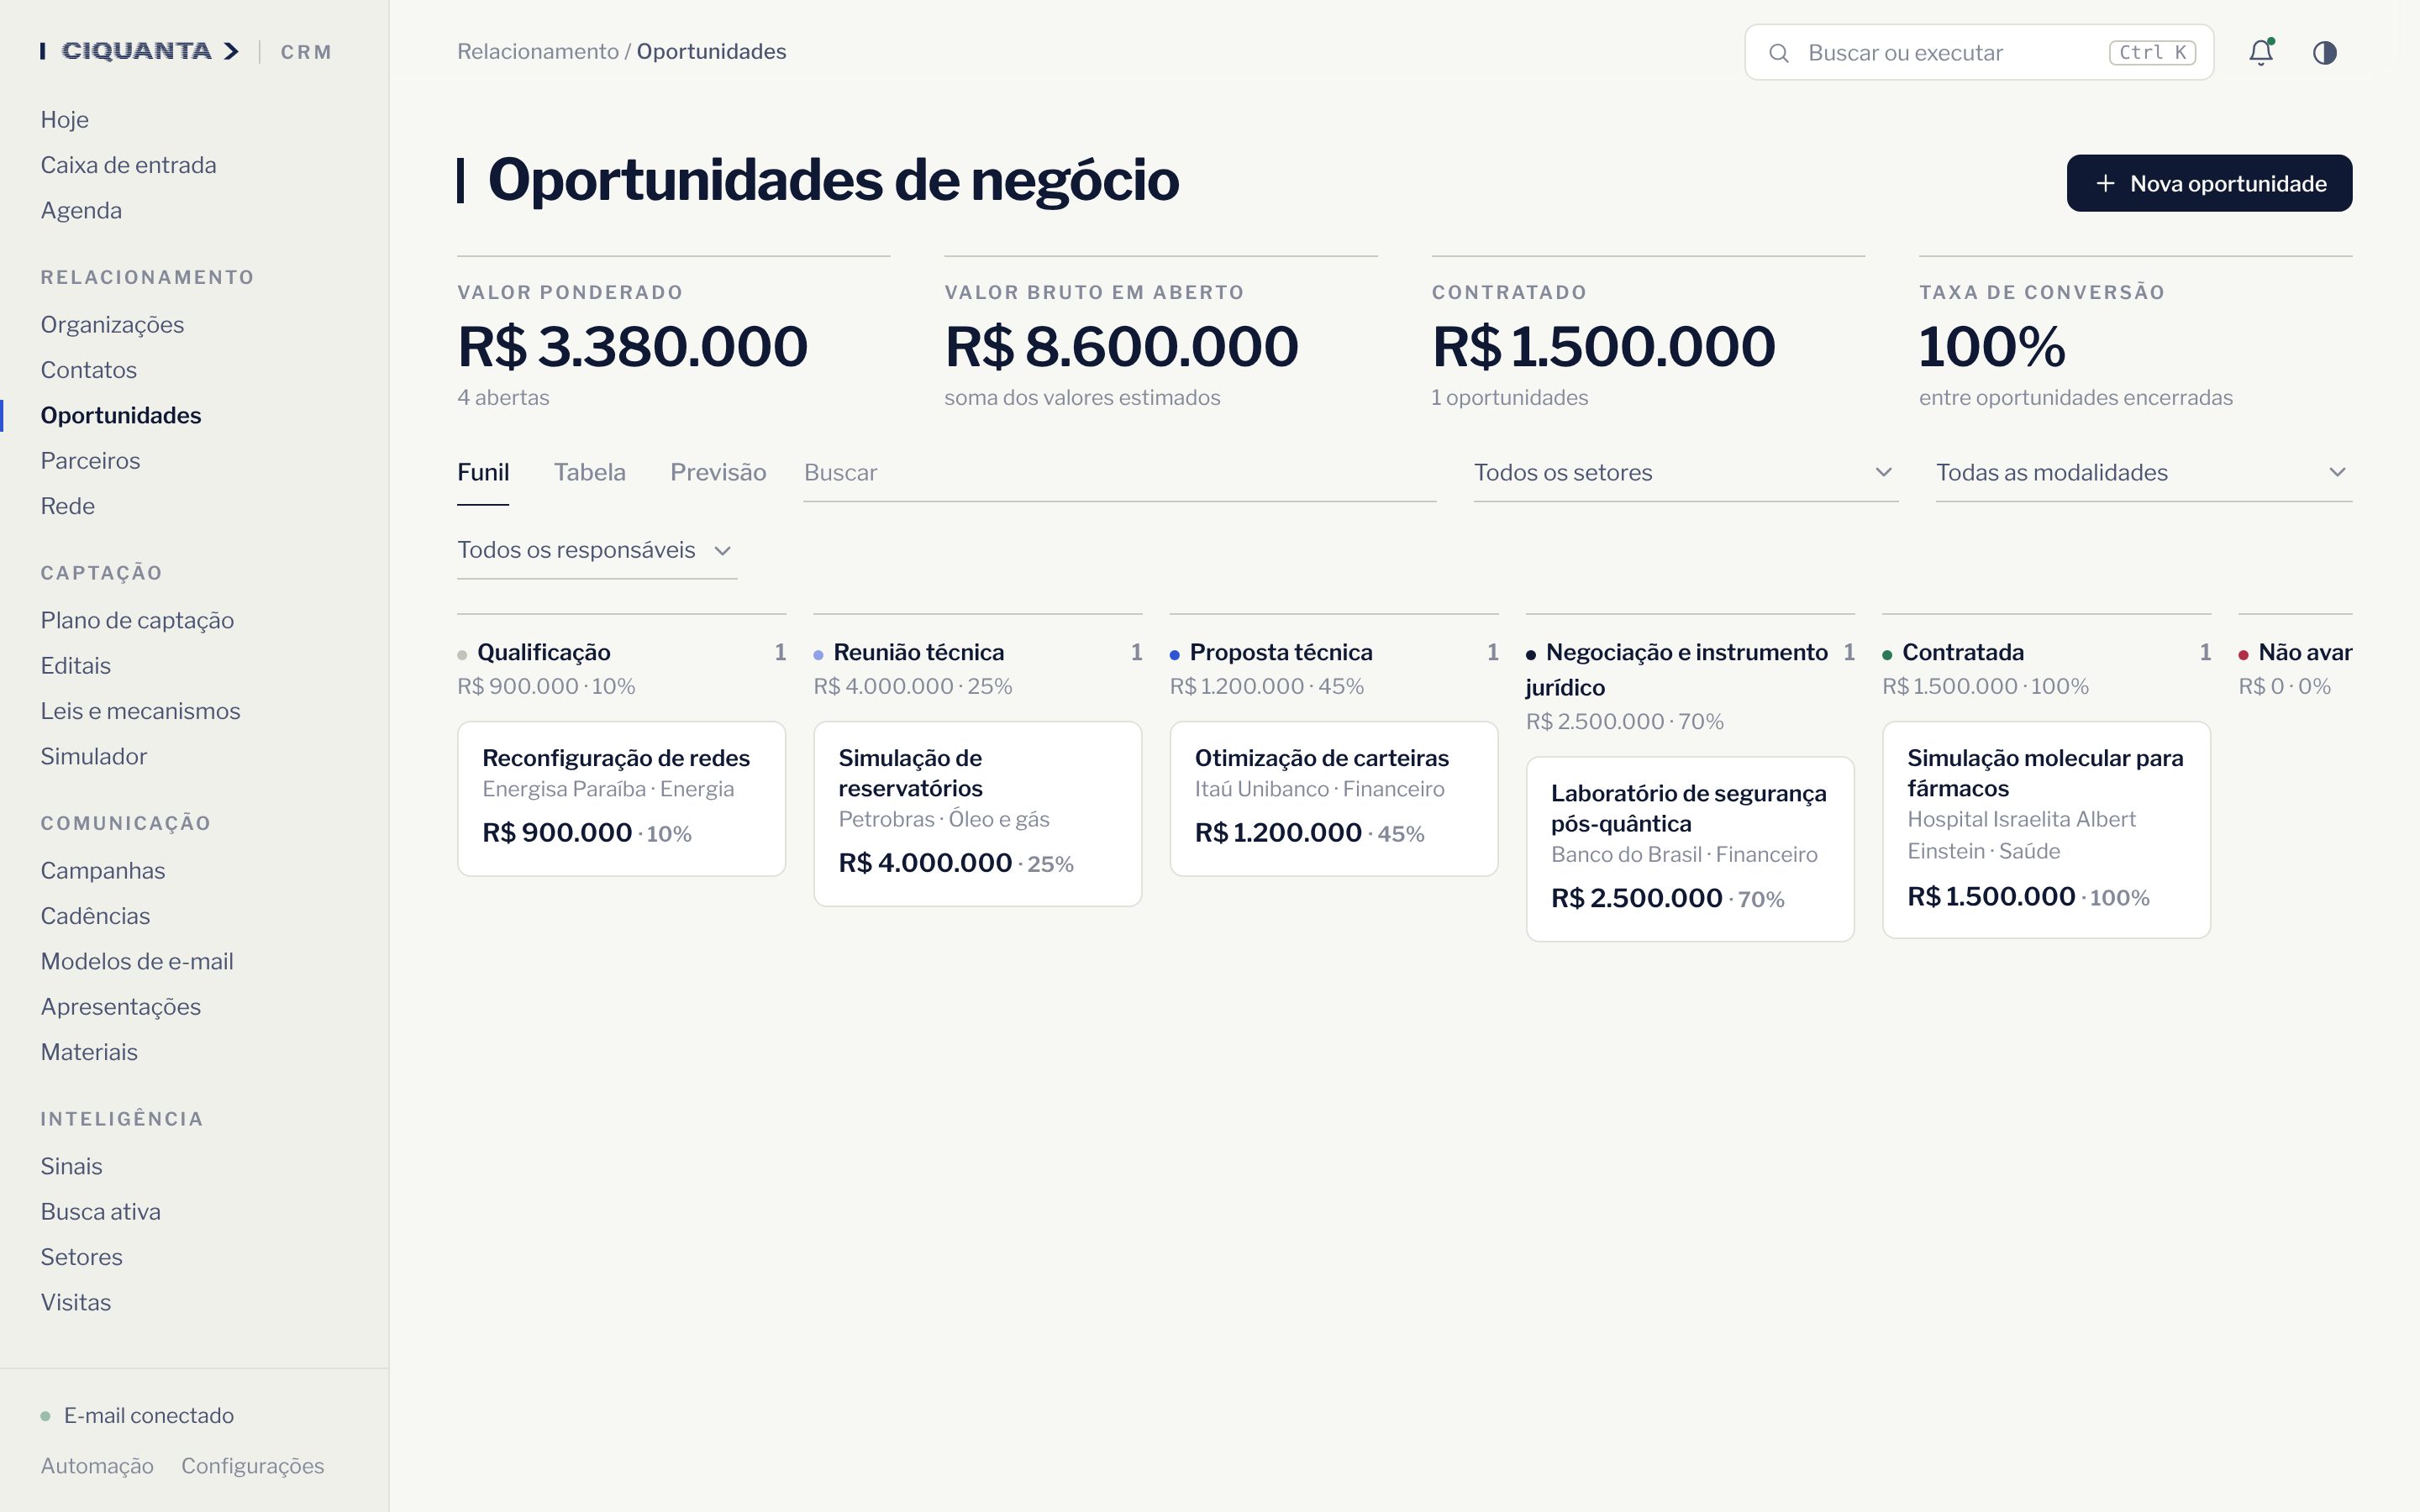 CIQUANTA
CRM
Hoje
Caixa de entrada
Agenda
RELACIONAMENTO
Organizações
Contatos
Oportunidades
Parceiros
Rede
CAPTAÇÃO
Plano de captação
Editais
Leis e mecanismos
Simulador
COMUNICAÇÃO
Campanhas
Cadências
Modelos de e-mail
Apresentações
Materiais
INTELIGÊNCIA
Sinais
Busca ativa
Setores
Visitas
E-mail conectado
Automação Configurações
Relacionamento / Oportunidades
Buscar ou executar Ctrl K
Oportunidades de negócio
Nova oportunidade
VALOR PONDERADO
R$ 3.380.000
4 abertas
VALOR BRUTO EM ABERTO
R$ 8.600.000
soma dos valores estimados
CONTRATADO
R$ 1.500.000
1 oportunidades
TAXA DE CONVERSÃO
100%
entre oportunidades encerradas
Funil Tabela Previsão Buscar Todos os setores Todas as modalidades
Todos os responsáveis
Qualificação 1
R$ 900.000 · 10%
Reconfiguração de redes
Energisa Paraíba · Energia
R$ 900.000 · 10%
Reunião técnica 1
R$ 4.000.000 · 25%
Simulação de
reservatórios
Petrobras · Óleo e gás
R$ 4.000.000 · 25%
Proposta técnica 1
R$ 1.200.000 · 45%
Otimização de carteiras
Itaú Unibanco · Financeiro
R$ 1.200.000 · 45%
Negociação e instrumento 1
jurídico
R$ 2.500.000 · 70%
Laboratório de segurança
pós-quântica
Banco do Brasil · Financeiro
R$ 2.500.000 · 70%
Contratada 1
R$ 1.500.000 · 100%
Simulação molecular para
fármacos
Hospital Israelita Albert
Einstein · Saúde
R$ 1.500.000 · 100%
Não avar
R$ 0 · 0%